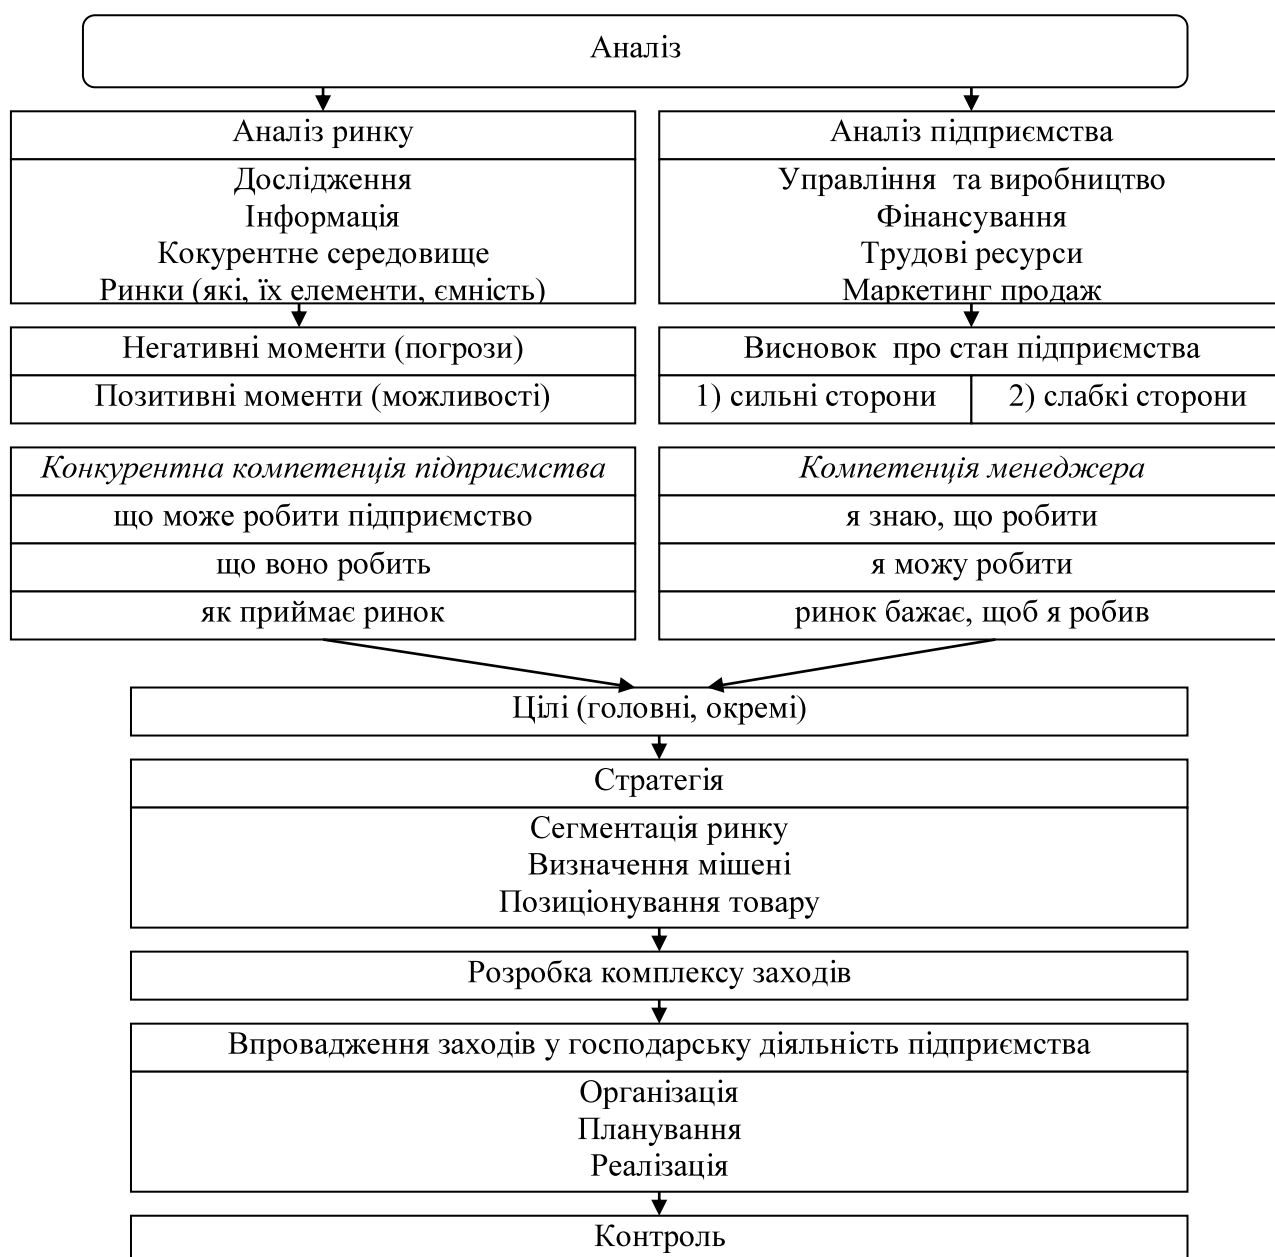 Аналіз
Аналіз ринку
Дослідження
Інформація
Кокурентне середовище
Ринки (які, їх елементи, ємність)
Аналіз підприємства
Управління та виробництво
Фінансування
Трудові ресурси
Маркетинг продаж
Негативні моменти (погрози)
Позитивні моменти (можливості)
Висновок про стан підприємства
1) сильні сторони
2) слабкі сторони
Конкурентна компетенція підприємства
що може робити підприємство
що воно робить
як приймає ринок
Компетенція менеджера
я знаю, що робити
я можу робити
ринок бажає, щоб я робив
Цілі (головні, окремі)
Стратегія
Сегментація ринку
Визначення мішені
Позиціонування товару
Розробка комплексу заходів
Впровадження заходів у господарську діяльність підприємства
Організація
Планування
Реалізація
Контроль